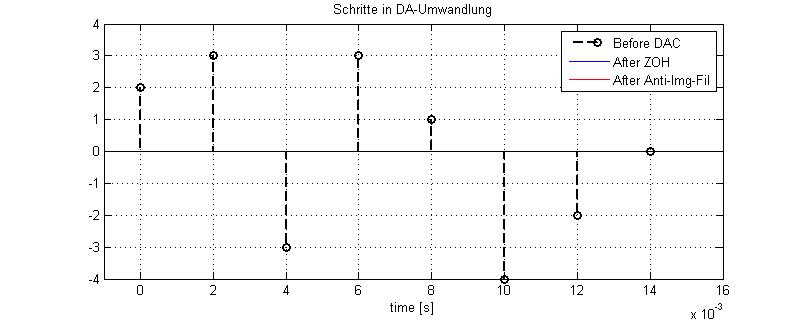 Schritte in DA-Umwandlung
4
3
2
1
0
-1
-2
-3
-4
Before DAC
After ZOH
After Anti-Img-Fil
0 2 4 6 8 10 12 14 16
time [s]
x 10^-3